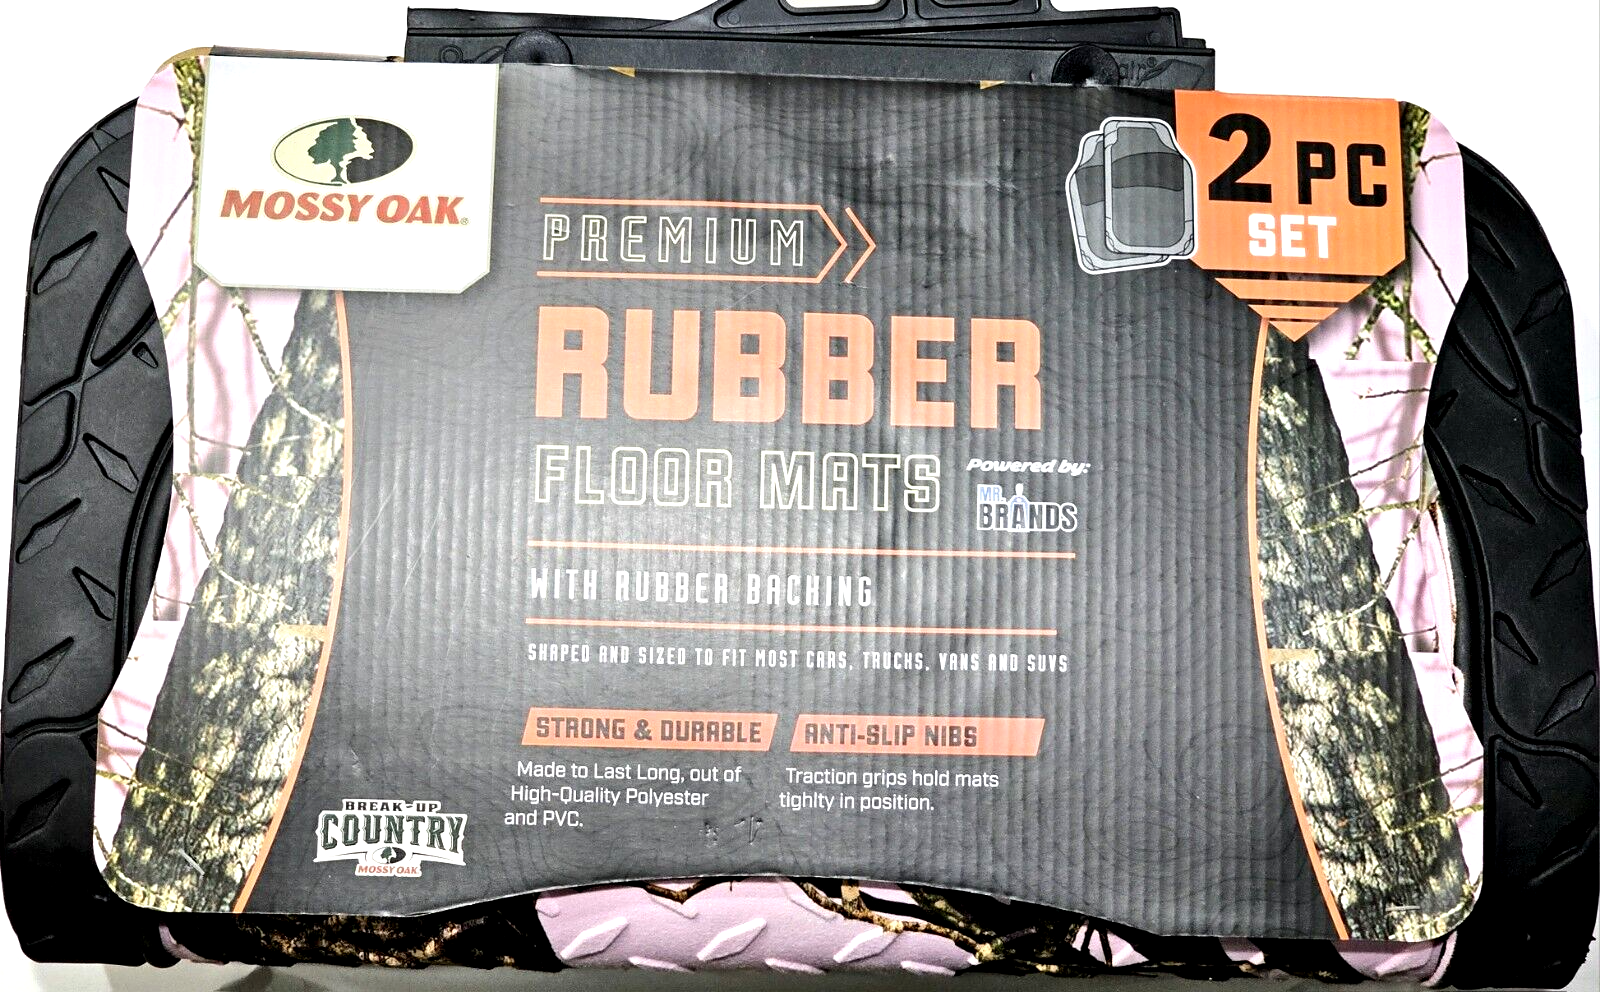 MOSSY OAK®
2 PC
SET
PREMIUM
RUBBER
FLOOR MATS
Powered by:
MR.
BRANDS
WITH RUBBER BACKING
SHAPED AND SIZED TO FIT MOST CARS, TRUCKS, VANS AND SUVS
STRONG & DURABLE
Made to Last Long, out of
High-Quality Polyester
and PVC.
ANTI-SLIP NIBS
Traction grips hold mats
tighlty in position.
BREAK-UP
COUNTRY
MOSSY OAK